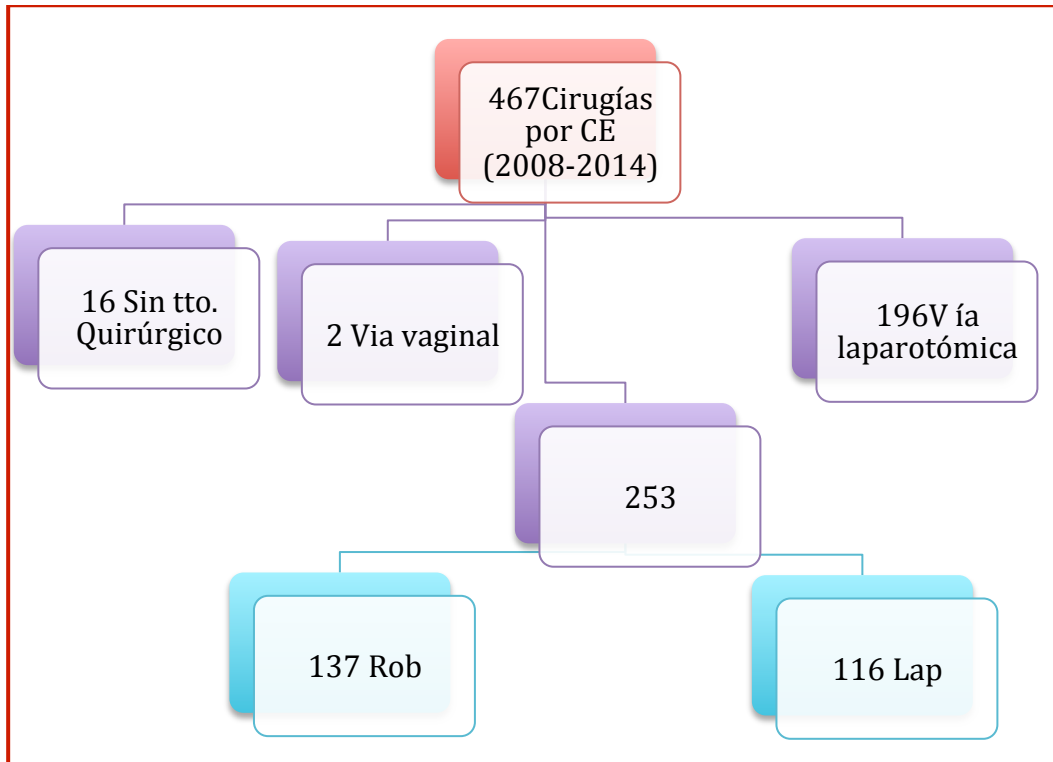 467Cirugías
por CE
(2008-2014)
16 Sin tto.
Quirúrgico
2 Via vaginal
196V ía
laparotómica
253
137 Rob
116 Lap